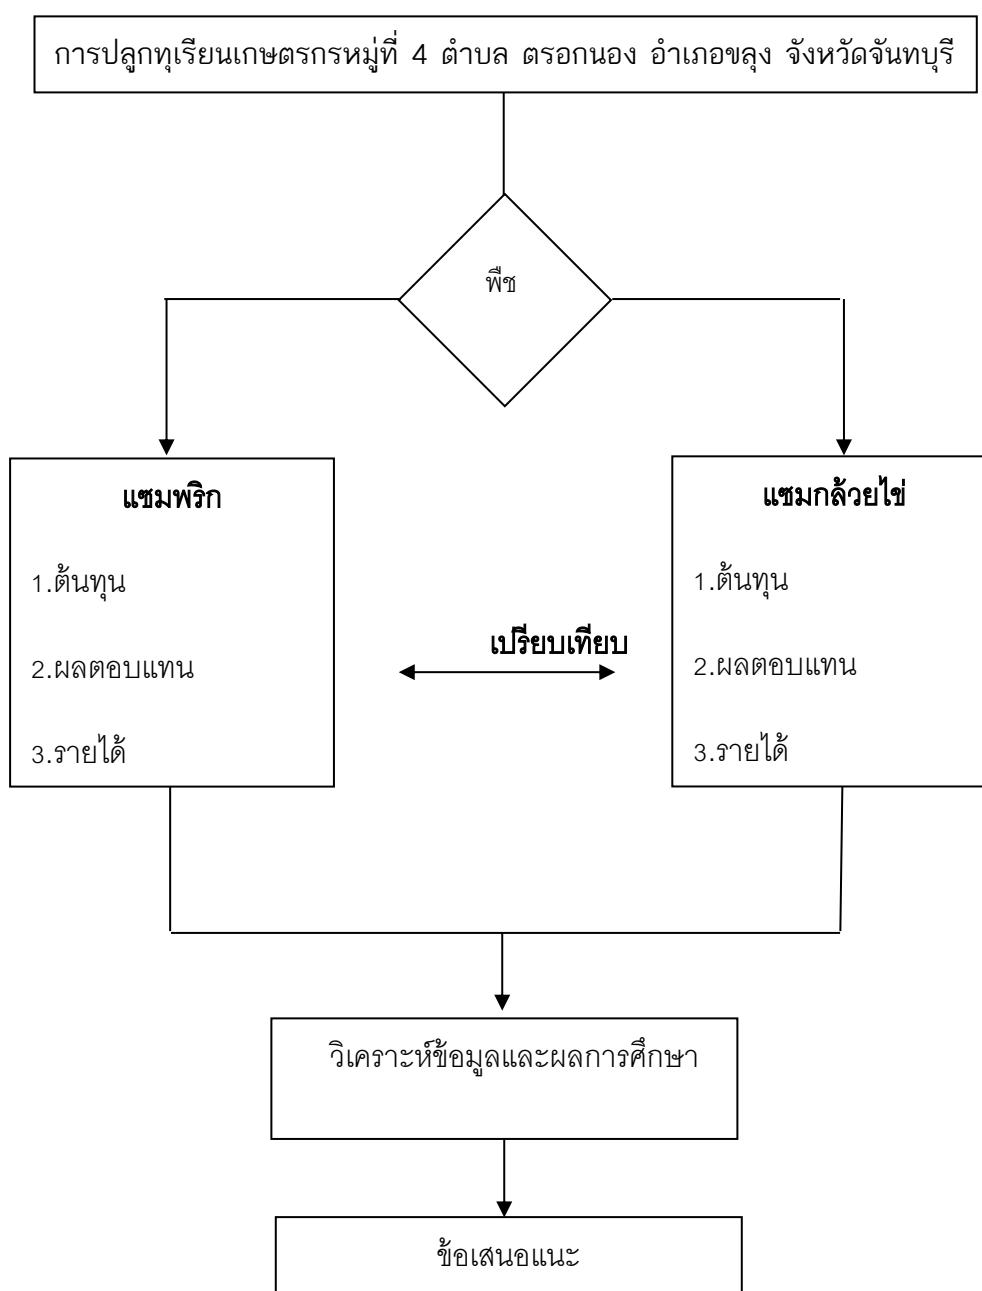 การปลูกทุเรียนเกษตรกรหมู่ที่ 4 ตำบล ตรอกนอง อำเภอขลุง จังหวัดจันทบุรี
พืช
แซมพริก
1.ต้นทุน
2.ผลตอบแทน
3.รายได้
เปรียบเทียบ
แซมกล้วยไข่
1.ต้นทุน
2.ผลตอบแทน
3.รายได้
วิเคราะห์ข้อมูลและผลการศึกษา
ข้อเสนอแนะ